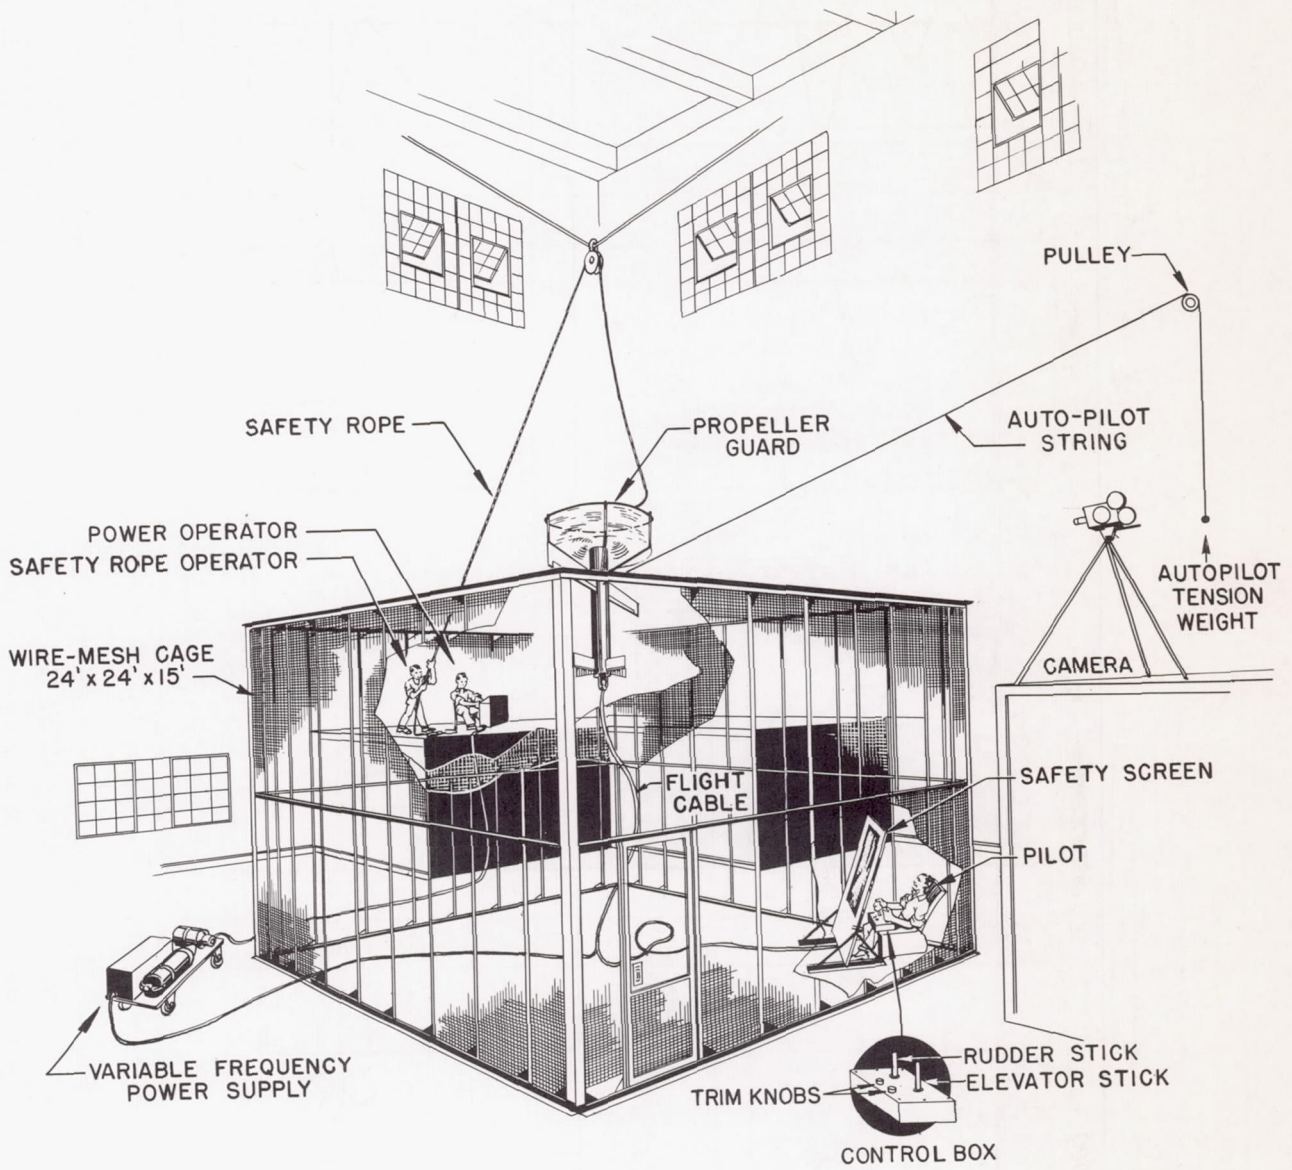 PULLEY
SAFETY ROPE
PROPELLER
GUARD
AUTO-PILOT
STRING
POWER OPERATOR
SAFETY ROPE OPERATOR
AUTOPILOT
TENSION
WEIGHT
WIRE-MESH CAGE
24' x 24' x 15'
CAMERA
FLIGHT
CABLE
SAFETY SCREEN
PILOT
VARIABLE FREQUENCY
POWER SUPPLY
RUDDER STICK
ELEVATOR STICK
TRIM KNOBS
CONTROL BOX